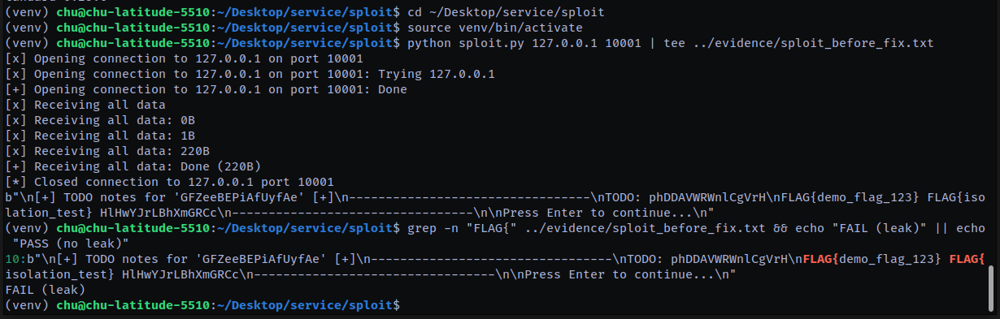 (venv) chu@chu-latitude-5510:~/Desktop/service/sploit$ cd ~/Desktop/service/sploit
(venv) chu@chu-latitude-5510:~/Desktop/service/sploit$ source venv/bin/activate
(venv) chu@chu-latitude-5510:~/Desktop/service/sploit$ python sploit.py 127.0.0.1 10001 | tee ../evidence/sploit_before_fix.txt
[x] Opening connection to 127.0.0.1 on port 10001
[x] Opening connection to 127.0.0.1 on port 10001: Trying 127.0.0.1
[+] Opening connection to 127.0.0.1 on port 10001: Done
[x] Receiving all data
[x] Receiving all data: 0B
[x] Receiving all data: 1B
[x] Receiving all data: 220B
[+] Receiving all data: Done (220B)
[*] Closed connection to 127.0.0.1 port 10001
b"\n[+] TODO notes for 'GFZeeBEPiAfUyfAe' [+]\n---------------------------------\nTODO: phDDAVWRWnlCgVrH\nFLAG{demo_flag_123} FLAG{iso
lation_test} HlHwYJrLBhXmGRCc\n---------------------------------\n\nPress Enter to continue...\n"
(venv) chu@chu-latitude-5510:~/Desktop/service/sploit$ grep -n "FLAG{" ../evidence/sploit_before_fix.txt && echo "FAIL (leak)" || echo
"PASS (no leak)"
10:b"\n[+] TODO notes for 'GFZeeBEPiAfUyfAe' [+]\n---------------------------------\nTODO: phDDAVWRWnlCgVrH\nFLAG{demo_flag_123} FLAG{
isolation_test} HlHwYJrLBhXmGRCc\n---------------------------------\n\nPress Enter to continue...\n"
FAIL (leak)
(venv) chu@chu-latitude-5510:~/Desktop/service/sploit$